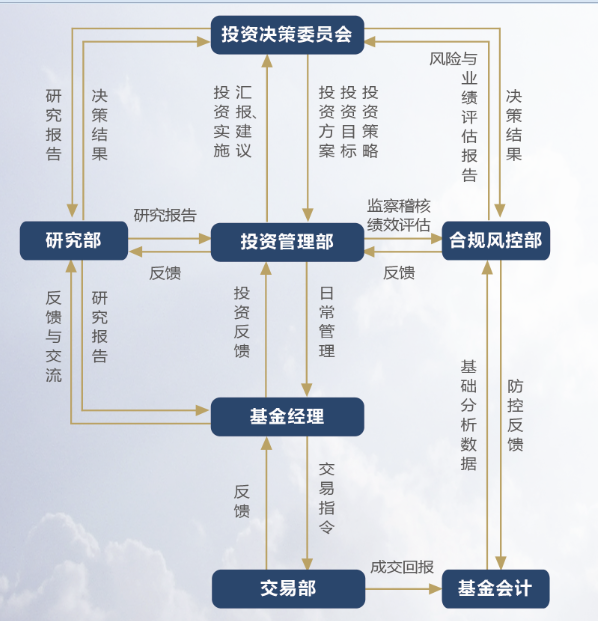 投资决策委员会
研究报告
决策结果
投资实施
汇报、建议
投资方案
投资目标
投资策略
风险与业绩评估报告
决策结果
研究报告
监察稽核
绩效评估
研究部
投资管理部
合规风控部
反馈
反馈
反馈与交流
研究报告
投资反馈
日常管理
基础分析数据
防控反馈
基金经理
反馈
交易指令
成交回报
交易部
基金会计